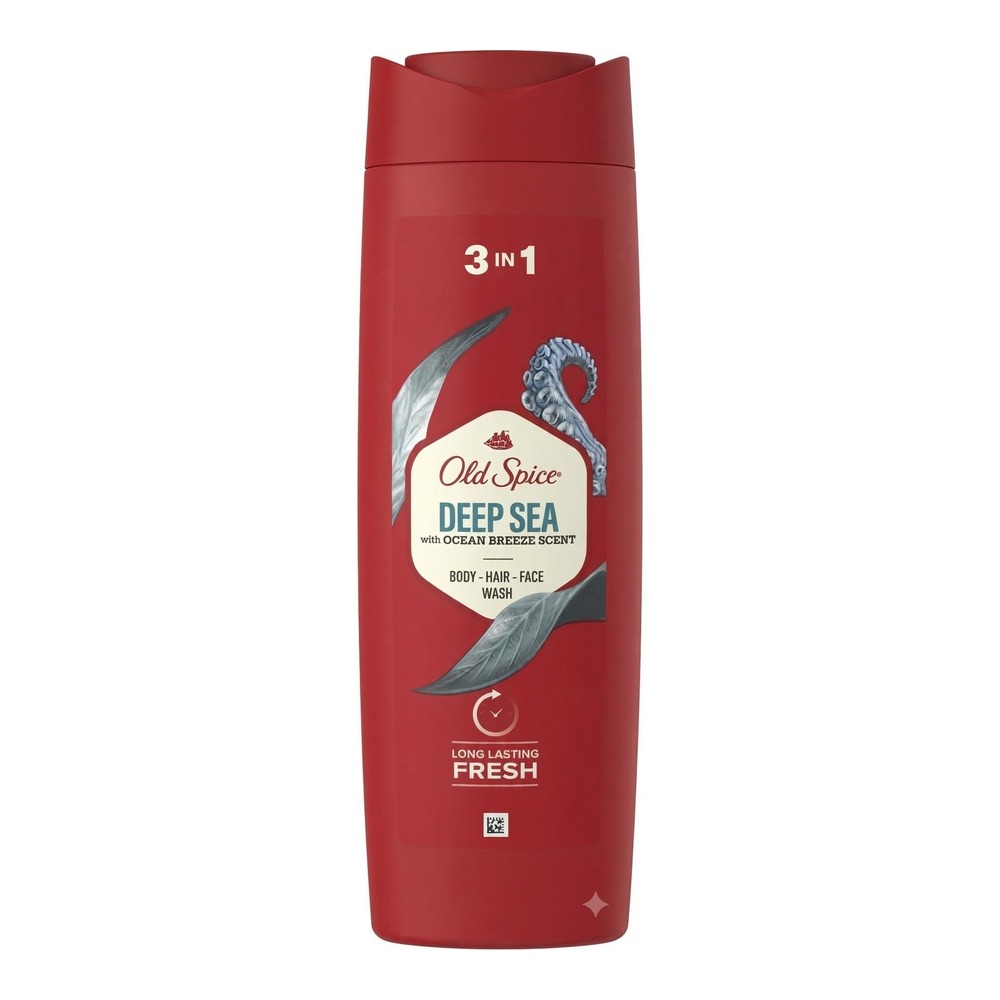 3 IN 1
Old Spice®
DEEP SEA
with OCEAN BREEZE SCENT
BODY - HAIR - FACE
WASH
LONG LASTING
FRESH